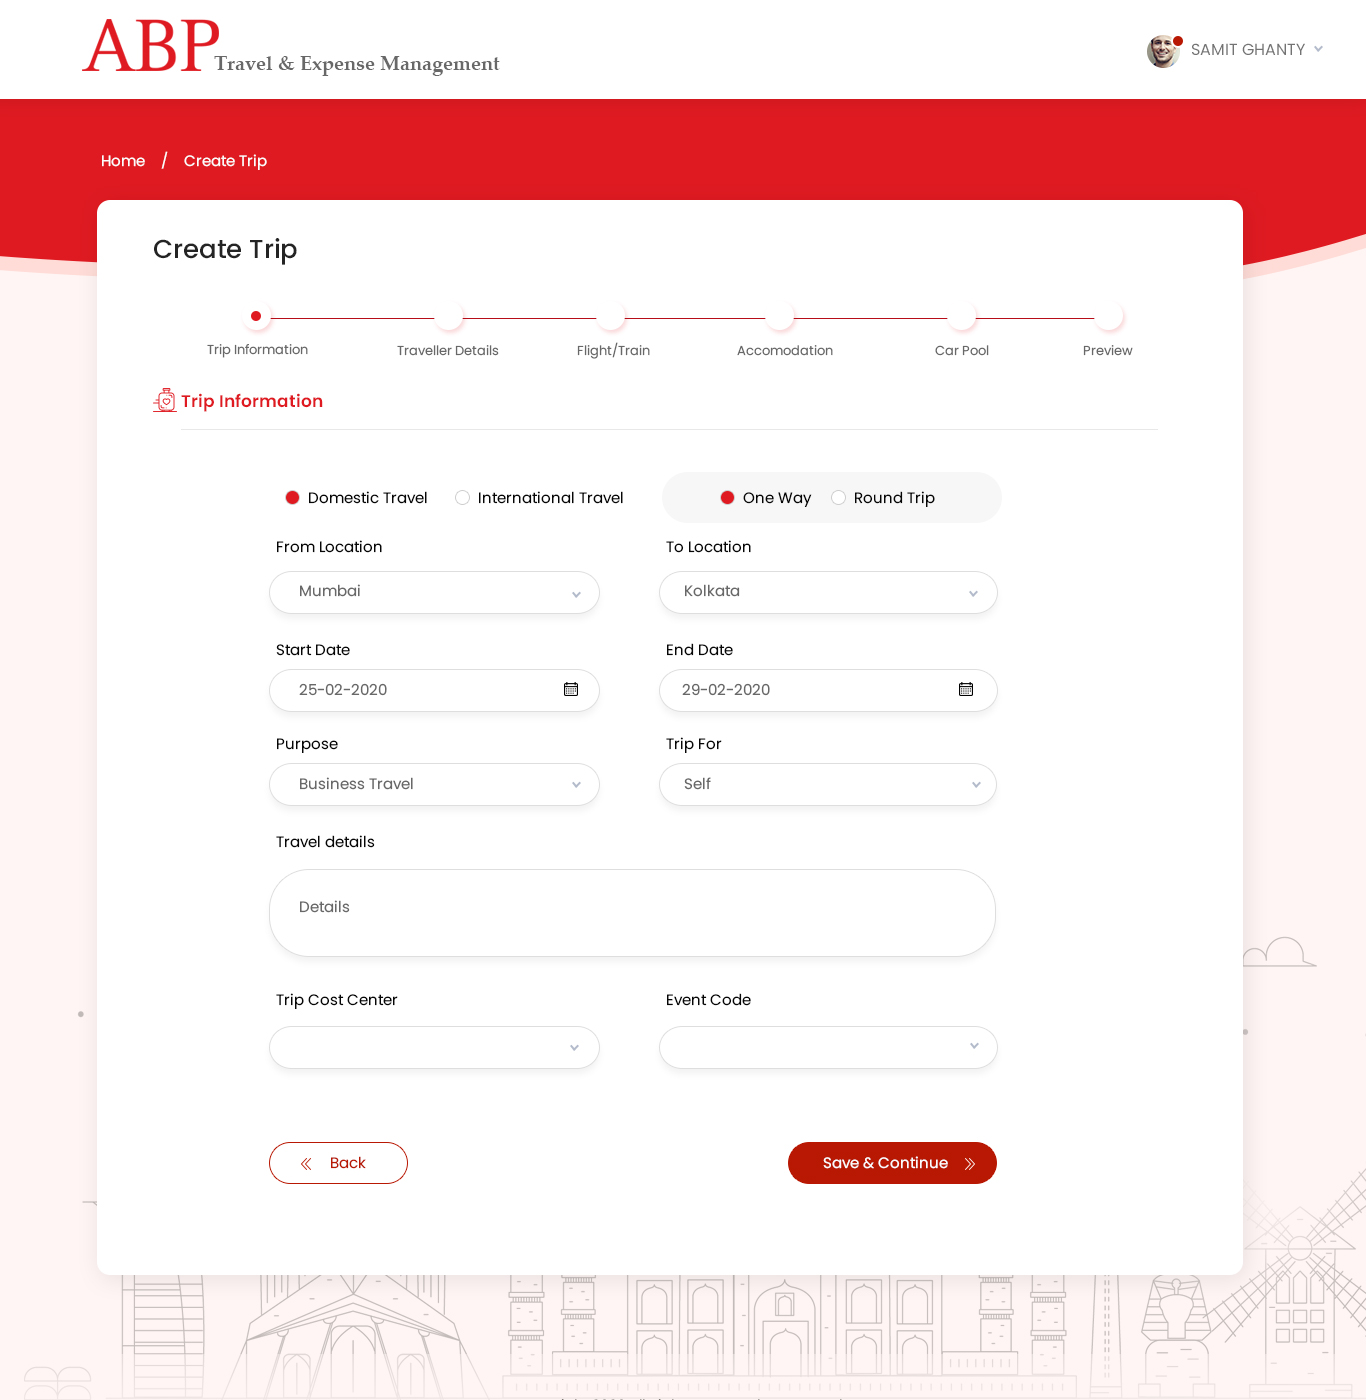 ABP Travel & Expense Management
SAMIT GHANTY
Home / Create Trip
Create Trip
Trip Information
Traveller Details
Flight/Train
Accomodation
Car Pool
Preview
Trip Information
Domestic Travel
International Travel
One Way
Round Trip
From Location
To Location
Mumbai
Kolkata
Start Date
End Date
25-02-2020
29-02-2020
Purpose
Trip For
Business Travel
Self
Travel details
Details
Trip Cost Center
Event Code
Back
Save & Continue